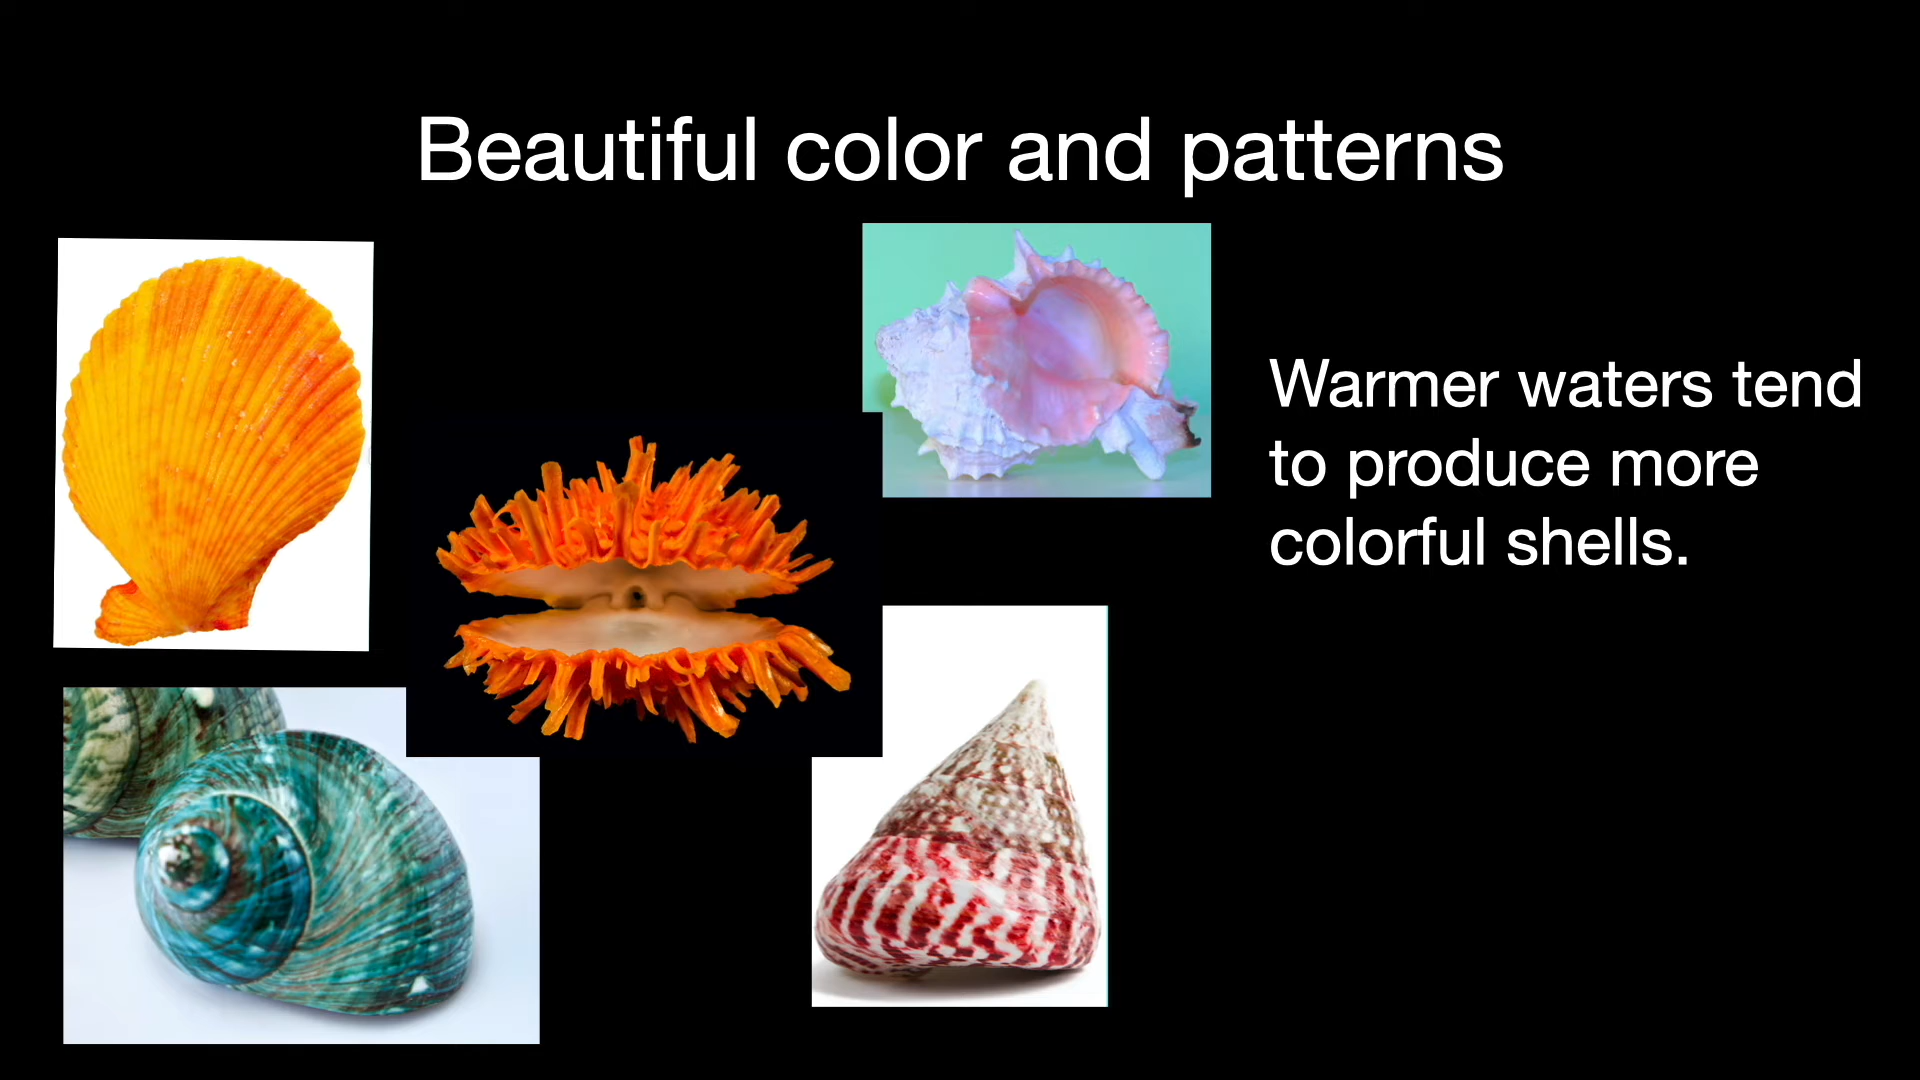 Beautiful color and patterns
Warmer waters tend
to produce more
colorful shells.